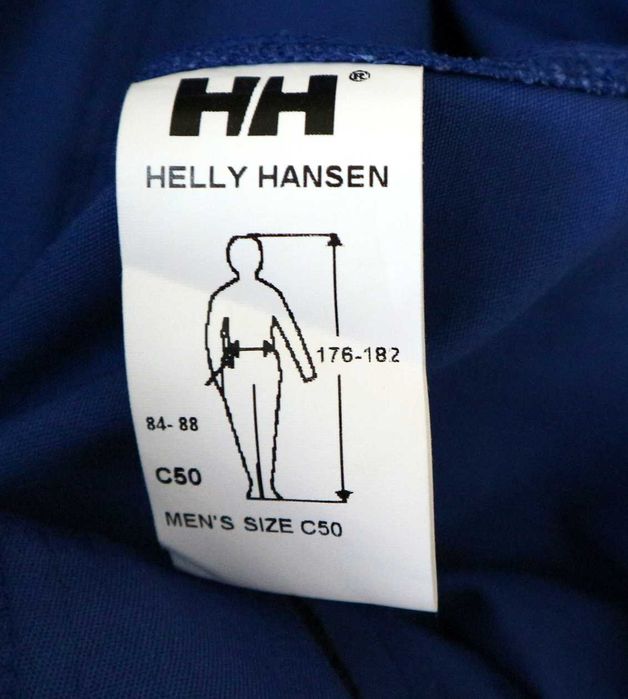 HH®
HELLY HANSEN
176-182
84- 88
C50
MEN'S SIZE C50